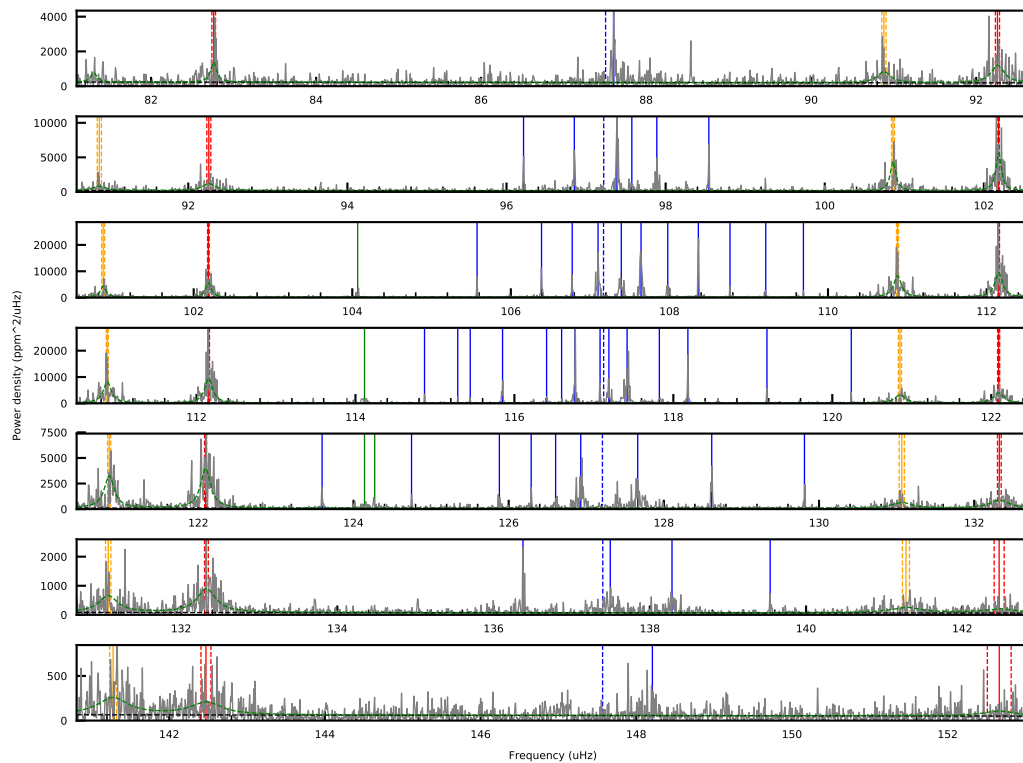 4000
2000
0
82 84 86 88 90 92
10000
5000
0
92 94 96 98 100 102
20000
10000
0
102 104 106 108 110 112
20000
10000
0
112 114 116 118 120 122
7500
5000
2500
0
122 124 126 128 130 132
2000
1000
0
132 134 136 138 140 142
500
0
142 144 146 148 150 152
Power density (ppm^2/uHz)
Frequency (uHz)